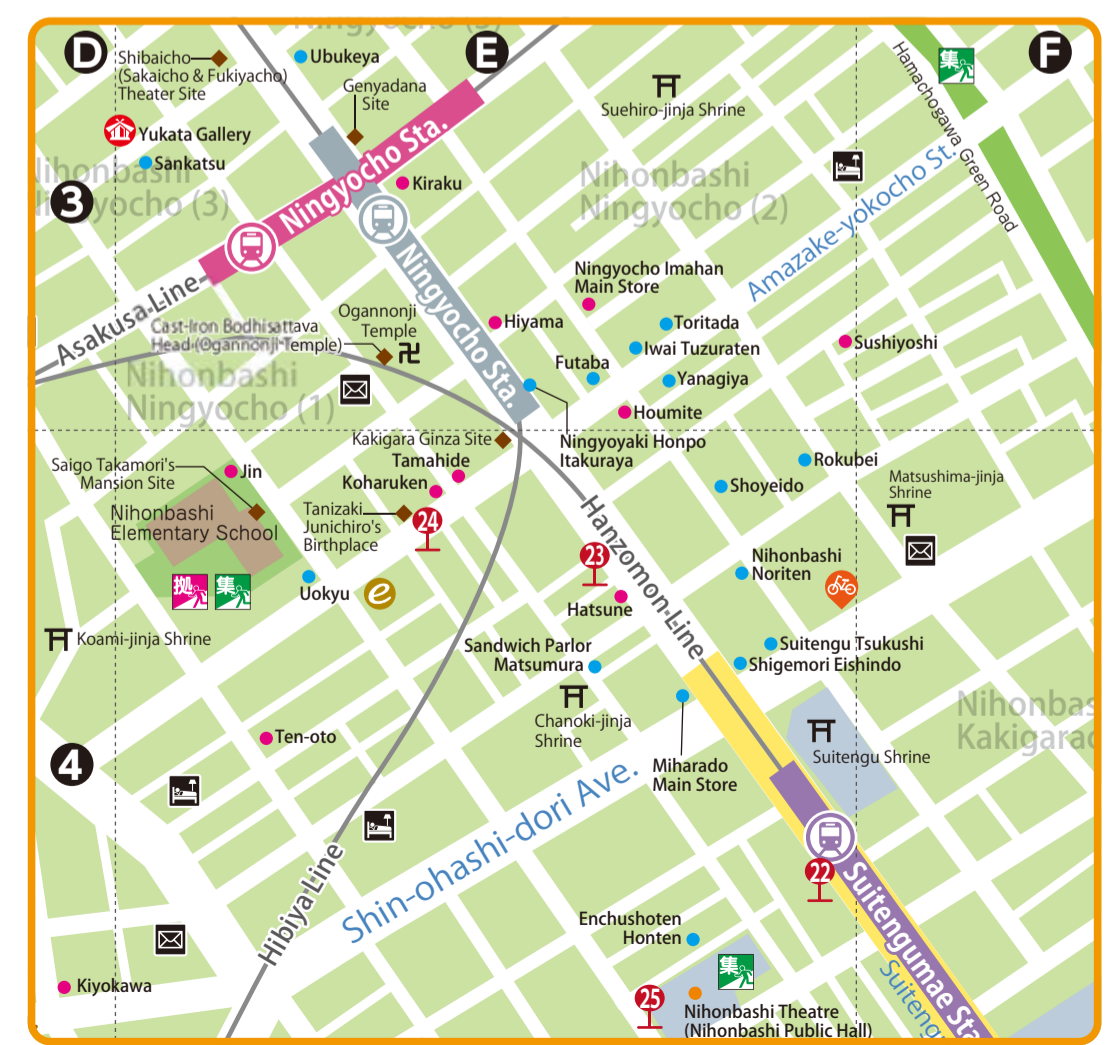 D
E
F
3
4
Shibaicho
(Sakaicho & Fukiyacho)
Theater Site
Ubukeya
Genyadana
Site
Yukata Gallery
Sankatsu
Nihonbashi
Ningyocho (3)
Ningyocho Sta.
Kiraku
Suehiro-jinja Shrine
集
Hamachogawa Green Road
Nihonbashi
Ningyocho (2)
Amazake-yokocho St.
Ningyocho Sta.
Asakusa Line
Cast-Iron Bodhisattava
Head (Ogannonji Temple)
Ogannonji
Temple
卍
Hiyama
Ningyocho Imahan
Main Store
Toritada
Iwai Tuzuraten
Futaba
Yanagiya
Sushiyoshi
Houmite
Nihonbashi
Ningyocho (1)
Ningyoyaki Honpo
Itakuraya
Kakigara Ginza Site
Tamahide
Koharuken
Saigo Takamori's
Mansion Site
Jin
Nihonbashi
Elementary School
Tanizaki
Junichiro's
Birthplace
24
Rokubei
Shoyeido
Matsushima-jinja
Shrine
Hanzomon Line
23
Hatsune
Nihonbashi
Noriten
拠
集
Uokyu
e
Koami-jinja Shrine
Sandwich Parlor
Matsumura
Suitengu Tsukushi
Shigemori Eishindo
Chanoki-jinja
Shrine
Miharado
Main Store
Suitengu Shrine
Ten-oto
Shin-ohashi-dori Ave.
Hibiya Line
22
Suitengumae Sta
Enchushoten
Honten
集
25
Nihonbashi Theatre
(Nihonbashi Public Hall)
Kiyokawa